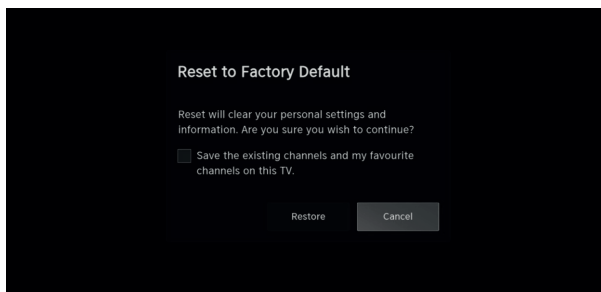 Reset to Factory Default
Reset will clear your personal settings and
information. Are you sure you wish to continue?
Save the existing channels and my favourite
channels on this TV.
Restore
Cancel